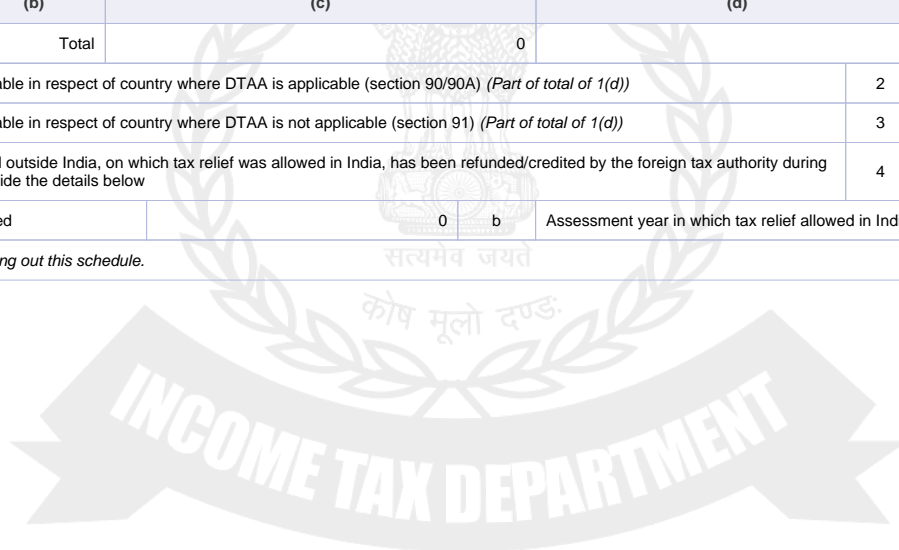 (b) (c) (d)
Total 0
able in respect of country where DTAA is applicable (section 90/90A) (Part of total of 1(d)) 2
able in respect of country where DTAA is not applicable (section 91) (Part of total of 1(d)) 3
outside India, on which tax relief was allowed in India, has been refunded/credited by the foreign tax authority during
ide the details below 4
ed 0 b Assessment year in which tax relief allowed in Indi
ng out this schedule.
सत्यमेव जयते
कोष मूलो दण्डः
INCOME TAX DEPARTMENT